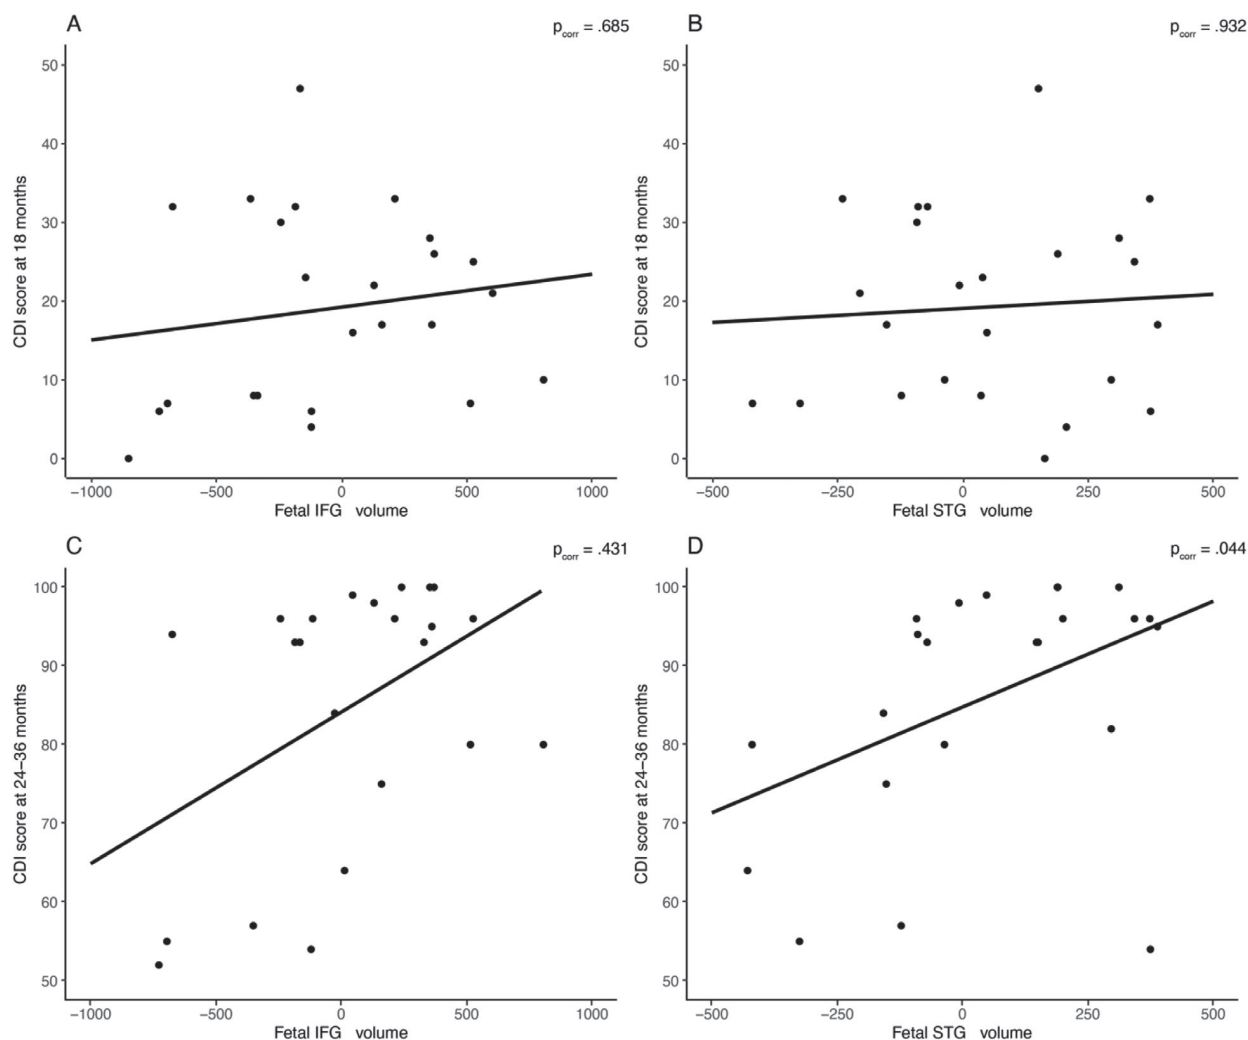 A
p_corr = .685
CDI score at 18 months
50
40
30
20
10
0
−1000
−500
0
500
1000
Fetal IFG volume
B
p_corr = .932
CDI score at 18 months
50
40
30
20
10
0
−500
−250
0
250
500
Fetal STG volume
C
p_corr = .431
CDI score at 24−36 months
100
90
80
70
60
50
−1000
−500
0
500
1000
Fetal IFG volume
D
p_corr = .044
CDI score at 24−36 months
100
90
80
70
60
50
−500
−250
0
250
500
Fetal STG volume